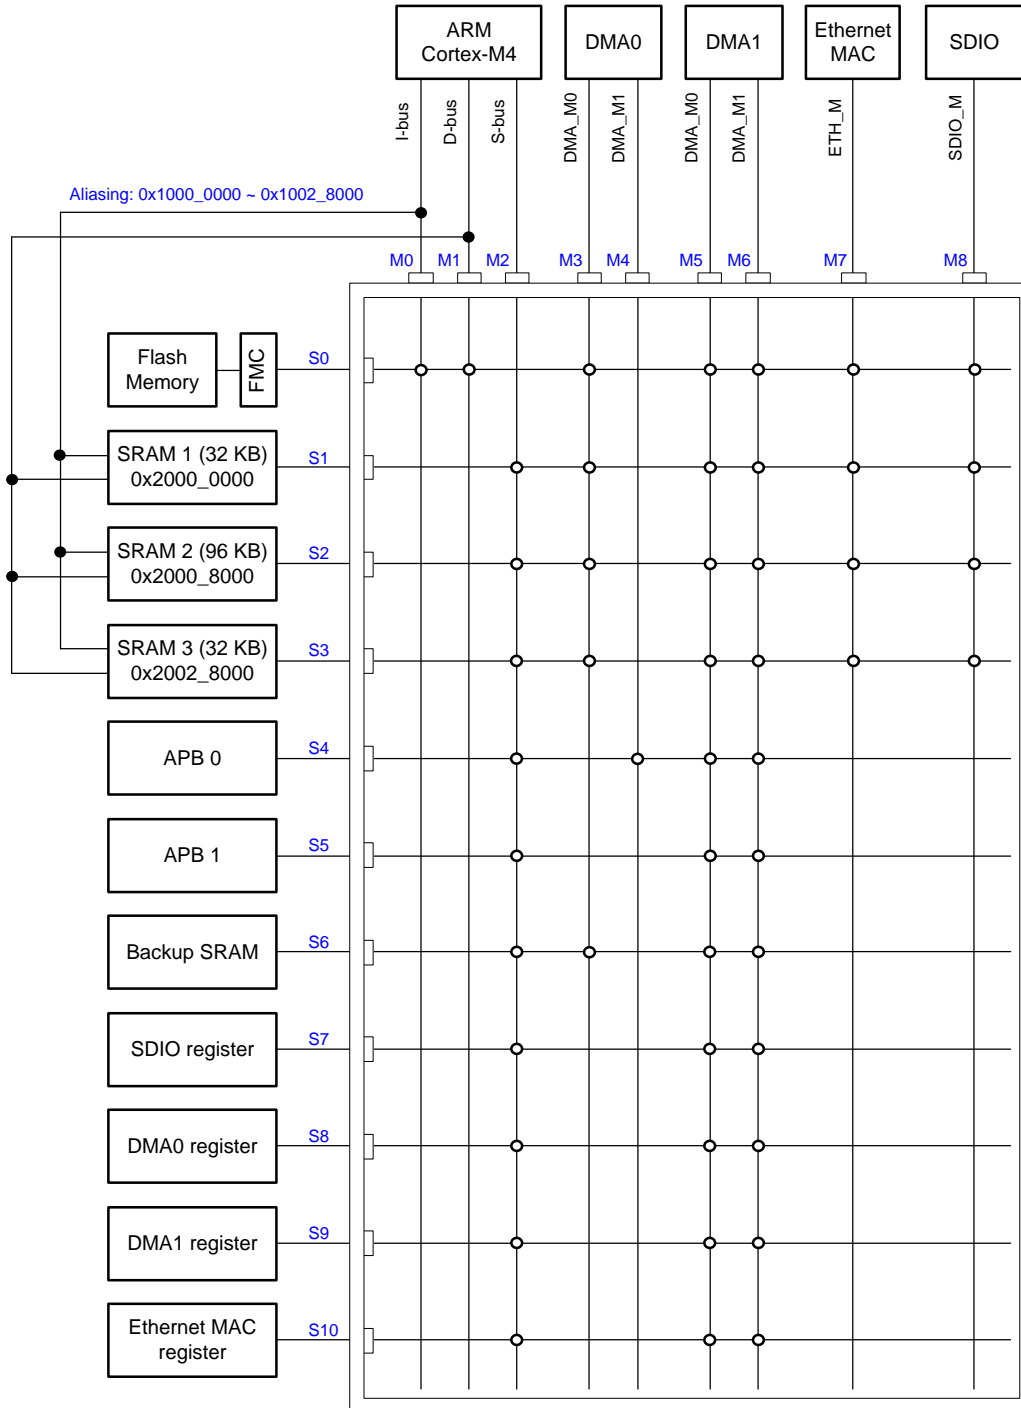 ARM
Cortex-M4
DMA0
DMA1
Ethernet
MAC
SDIO
I-bus
D-bus
S-bus
DMA_M0
DMA_M1
DMA_M0
DMA_M1
ETH_M
SDIO_M
Aliasing: 0x1000_0000 ~ 0x1002_8000
M0
M1
M2
M3
M4
M5
M6
M7
M8
Flash
Memory
FMC
S0
SRAM 1 (32 KB)
0x2000_0000
S1
SRAM 2 (96 KB)
0x2000_8000
S2
SRAM 3 (32 KB)
0x2002_8000
S3
APB 0
S4
APB 1
S5
Backup SRAM
S6
SDIO register
S7
DMA0 register
S8
DMA1 register
S9
Ethernet MAC
register
S10